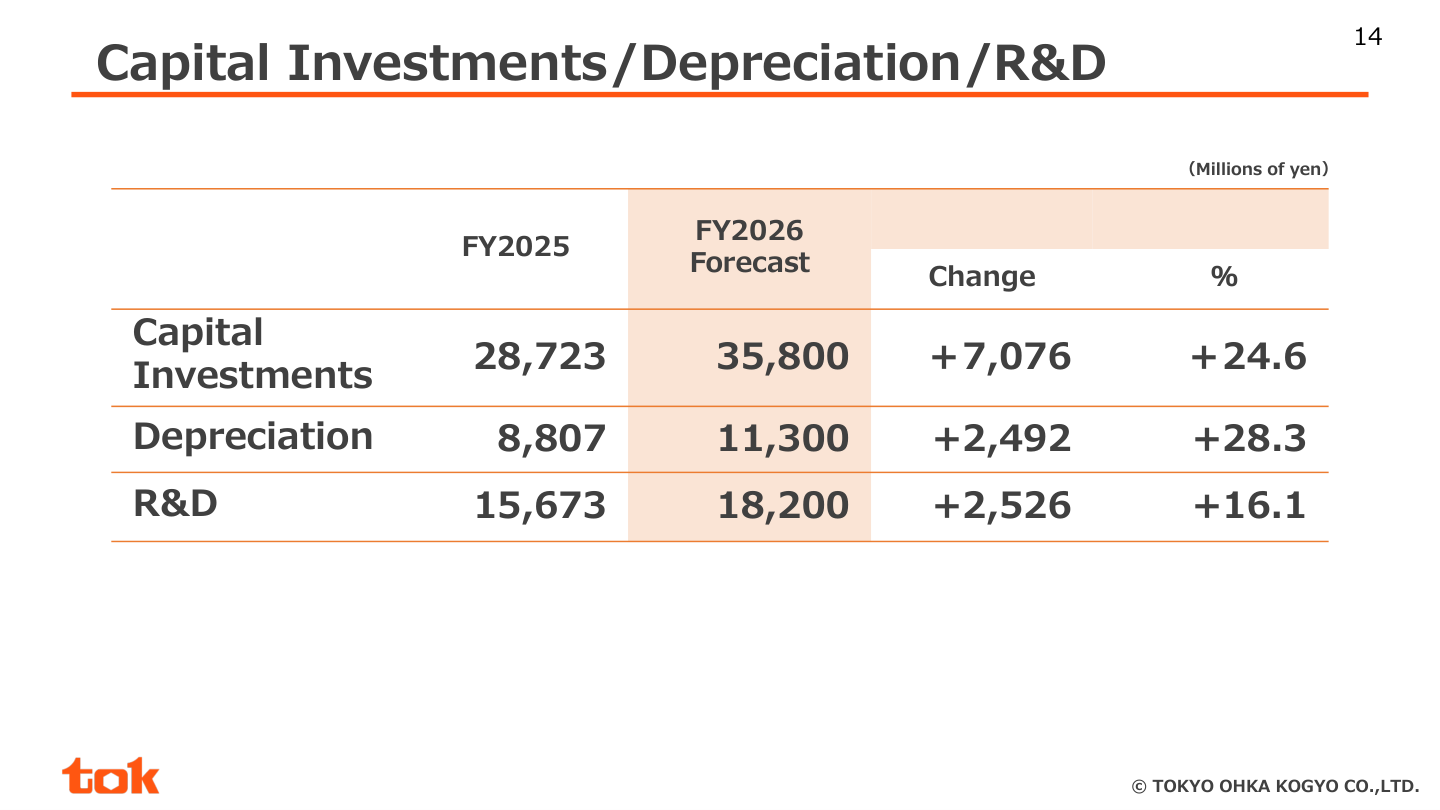 14
Capital Investments/Depreciation/R&D
(Millions of yen)
FY2025
FY2026
Forecast
Change
%
Capital
Investments
28,723
35,800
+7,076
+24.6
Depreciation
8,807
11,300
+2,492
+28.3
R&D
15,673
18,200
+2,526
+16.1
tok
© TOKYO OHKA KOGYO CO.,LTD.